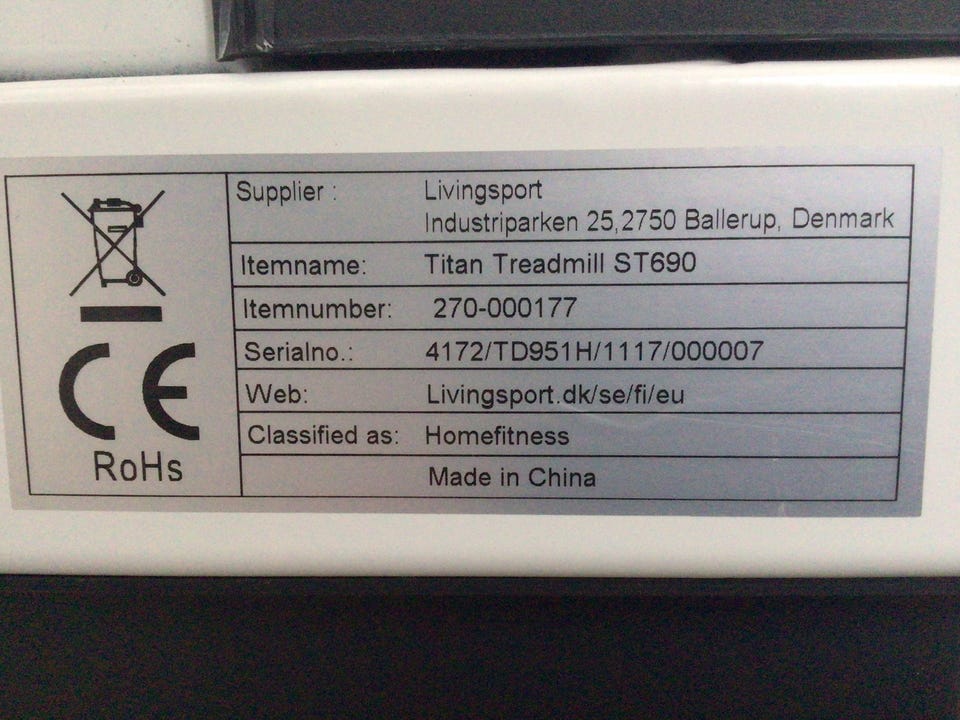 Supplier : Livingsport
Industriparken 25,2750 Ballerup, Denmark
Itemname: Titan Treadmill ST690
Itemnumber: 270-000177
Serialno.: 4172/TD951H/1117/000007
Web: Livingsport.dk/se/fi/eu
Classified as: Homefitness
Made in China
CE
RoHs